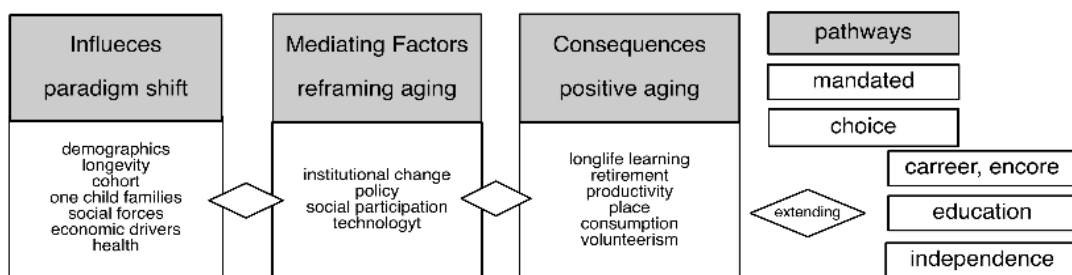 Influeces
paradigm shift
demographics
longevity
cohort
one child families
social forces
economic drivers
health
Mediating Factors
reframing aging
institutional change
policy
social participation
technologyt
Consequences
positive aging
longlife learning
retirement
productivity
place
consumption
volunteerism
pathways
mandated
choice
extending
carreer, encore
education
independence